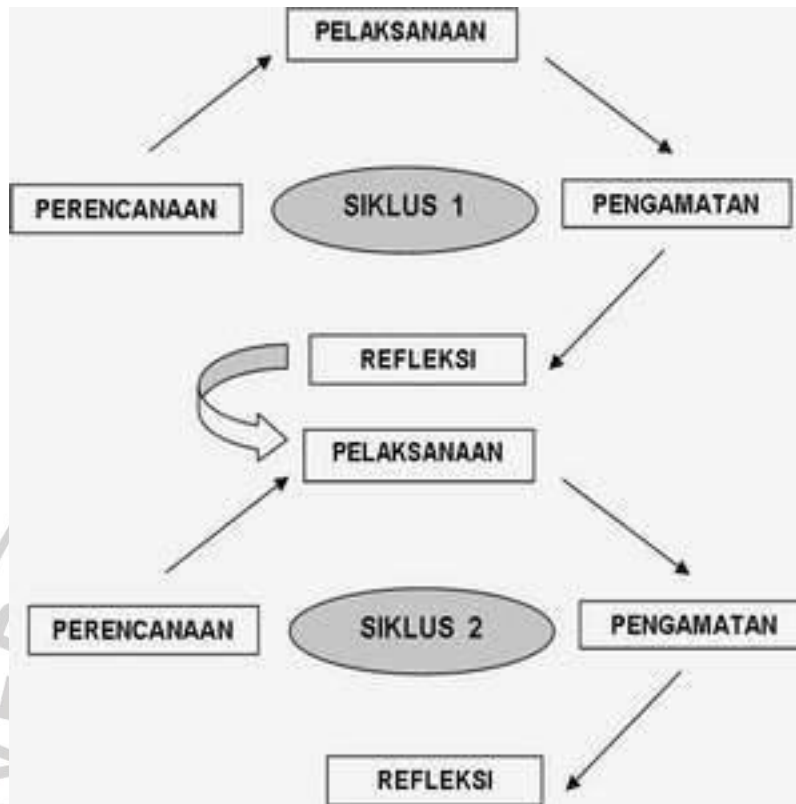 PELAKSANAAN
PERENCANAAN
SIKLUS 1
PENGAMATAN
REFLEKSI
PELAKSANAAN
PERENCANAAN
SIKLUS 2
PENGAMATAN
REFLEKSI